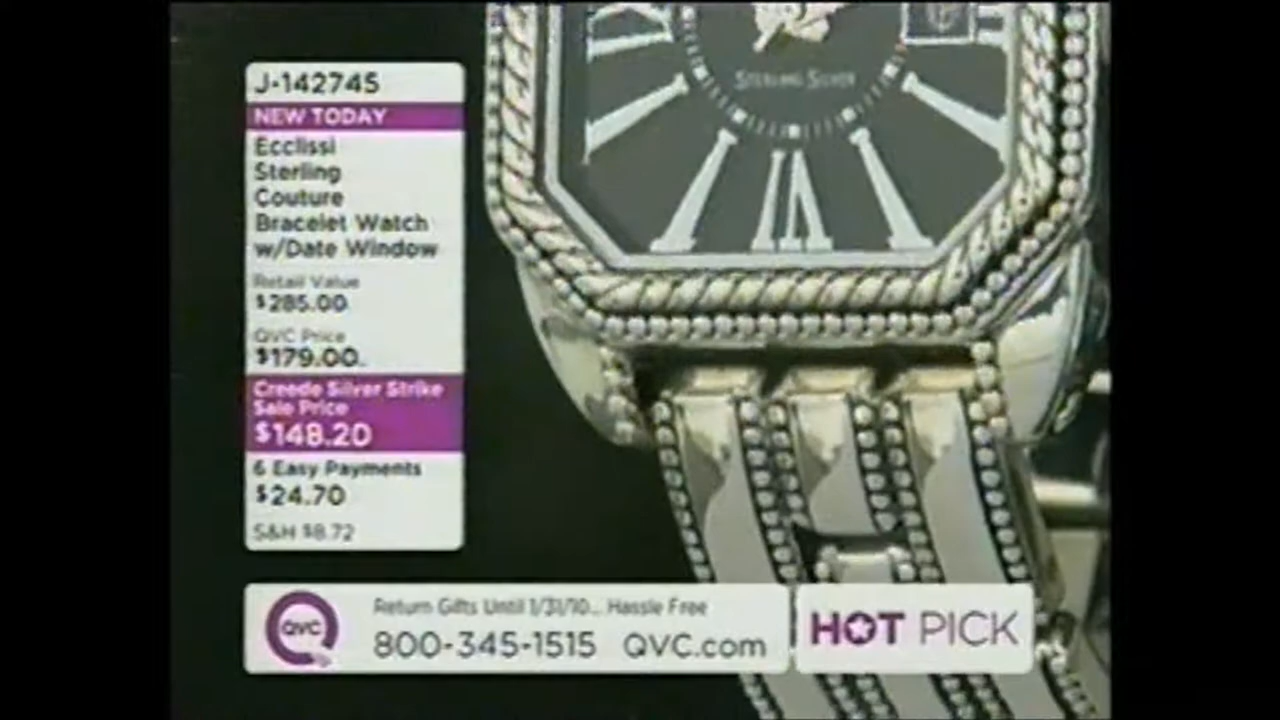 J-142745
NEW TODAY
Ecclissi
Sterling
Couture
Bracelet Watch
w/Date Window
Retail Value
$285.00
QVC Price
$179.00
Creede Silver Strike
Sale Price
$148.20
6 Easy Payments
$24.70
S&H $8.72
STERLING SILVER
QVC
Return Gifts Until 1/31/10... Hassle Free
800-345-1515 QVC.com
HOT PICK